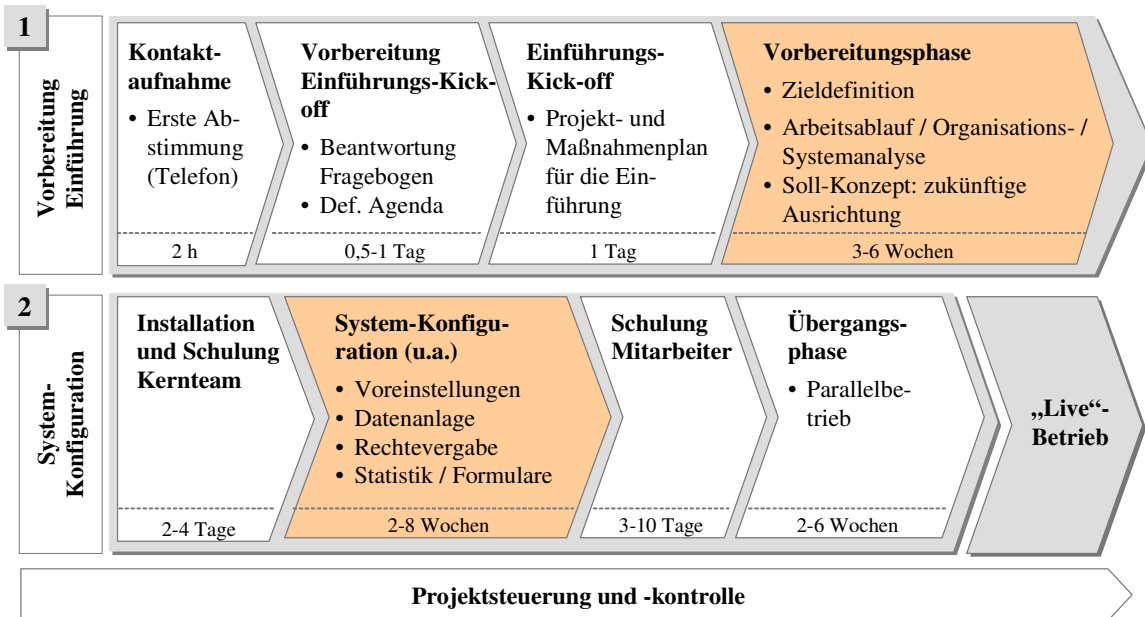 1
Vorbereitung
Einführung
Kontakt-
aufnahme
• Erste Ab-
stimmung
(Telefon)
2 h
Vorbereitung
Einführungs-Kick-
off
• Beantwortung
Fragebogen
• Def. Agenda
0,5-1 Tag
Einführungs-
Kick-off
• Projekt- und
Maßnahmenplan
für die Ein-
führung
1 Tag
Vorbereitungsphase
• Zieldefinition
• Arbeitsablauf / Organisations- /
Systemanalyse
• Soll-Konzept: zukünftige
Ausrichtung
3-6 Wochen
2
System-
Konfiguration
Installation
und Schulung
Kernteam
2-4 Tage
System-Konfigu-
ration (u.a.)
• Voreinstellungen
• Datenanlage
• Rechtevergabe
• Statistik / Formulare
2-8 Wochen
Schulung
Mitarbeiter
3-10 Tage
Übergangs-
phase
• Parallelbe-
trieb
2-6 Wochen
„Live“-
Betrieb
Projektsteuerung und -kontrolle